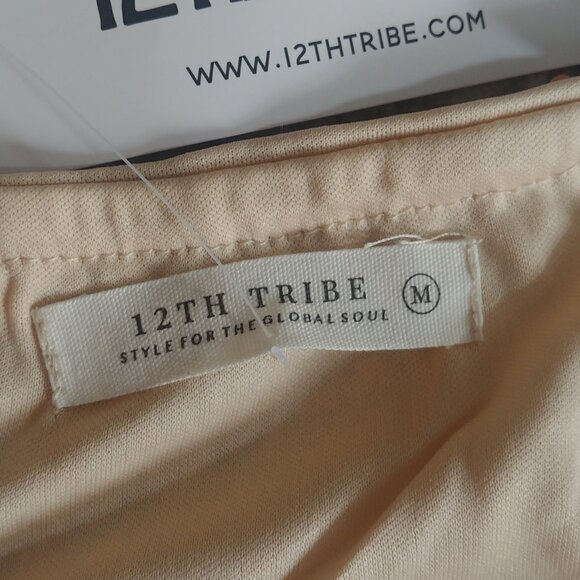 WWW.12THTRIBE.COM
12TH TRIBE M
STYLE FOR THE GLOBAL SOUL